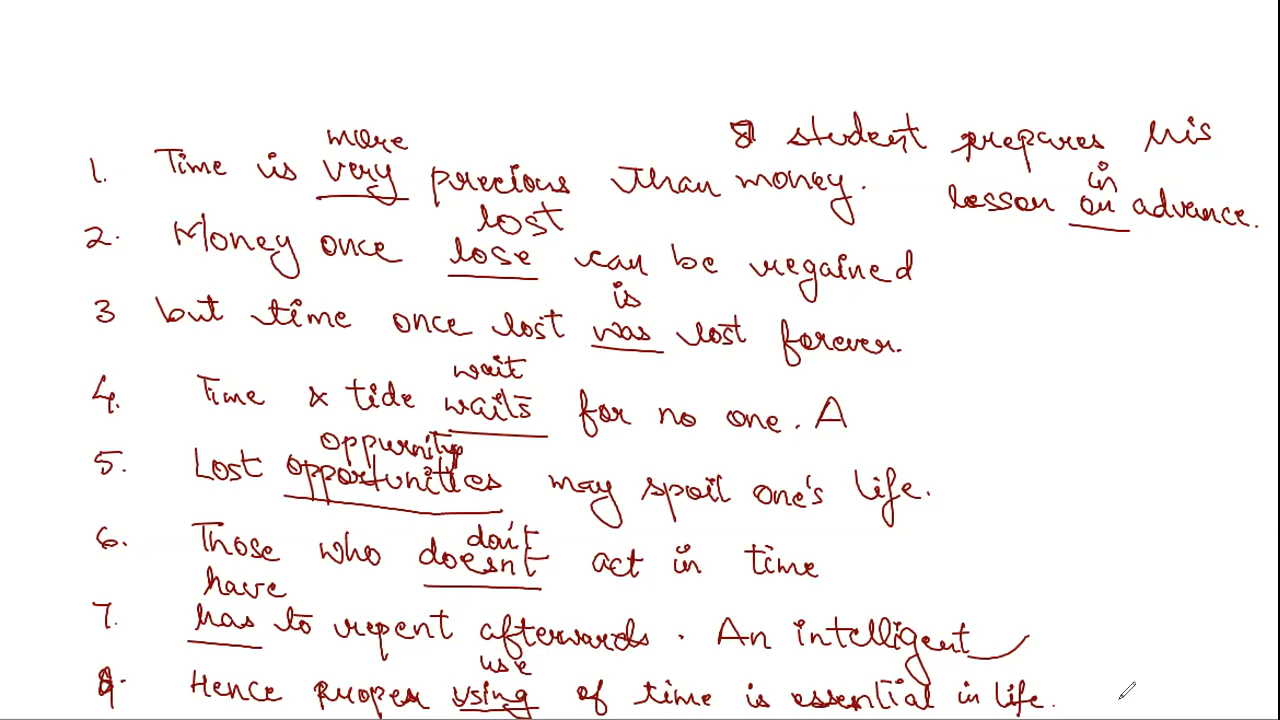 more
1. Time is very precious than money.
lost
2. Money once lose can be regained
is
3 but time once lost was lost forever.
wait
4. Time & tide waits for no one. A
oppurnity
5. Lost opportunities may spoil one's life.
don't
6. Those who doesn't act in time
have
7. has to repent afterwards. An intelligent
8 student prepares his
in
lesson on advance.
use
9. Hence proper using of time is essential in life.